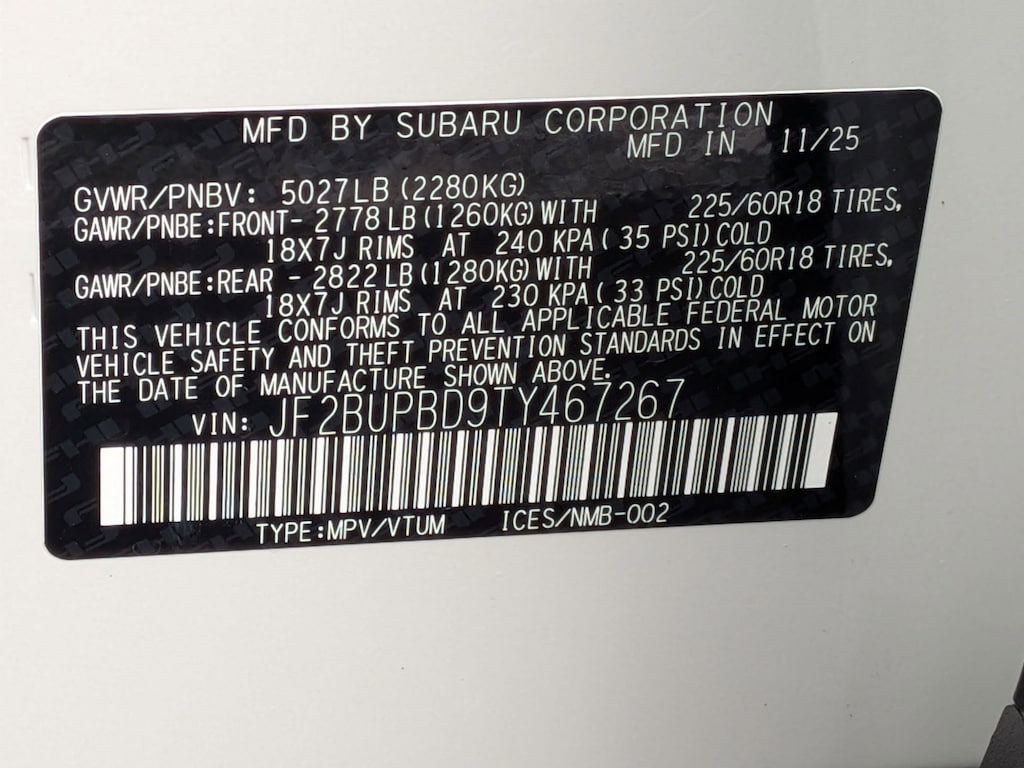 MFD BY SUBARU CORPORATION
MFD IN 11/25
GVWR/PNBV: 5027LB (2280KG)
GAWR/PNBE:FRONT- 2778 LB (1260KG) WITH 225/60R18 TIRES,
18X7J RIMS AT 240 KPA ( 35 PSI) COLD
GAWR/PNBE:REAR - 2822 LB (1280KG) WITH 225/60R18 TIRES,
18X7J RIMS AT 230 KPA ( 33 PSI) COLD
THIS VEHICLE CONFORMS TO ALL APPLICABLE FEDERAL MOTOR
VEHICLE SAFETY AND THEFT PREVENTION STANDARDS IN EFFECT ON
THE DATE OF MANUFACTURE SHOWN ABOVE.
VIN: JF2BUPBD9TY467267
TYPE:MPV/VTUM ICES/NMB-002